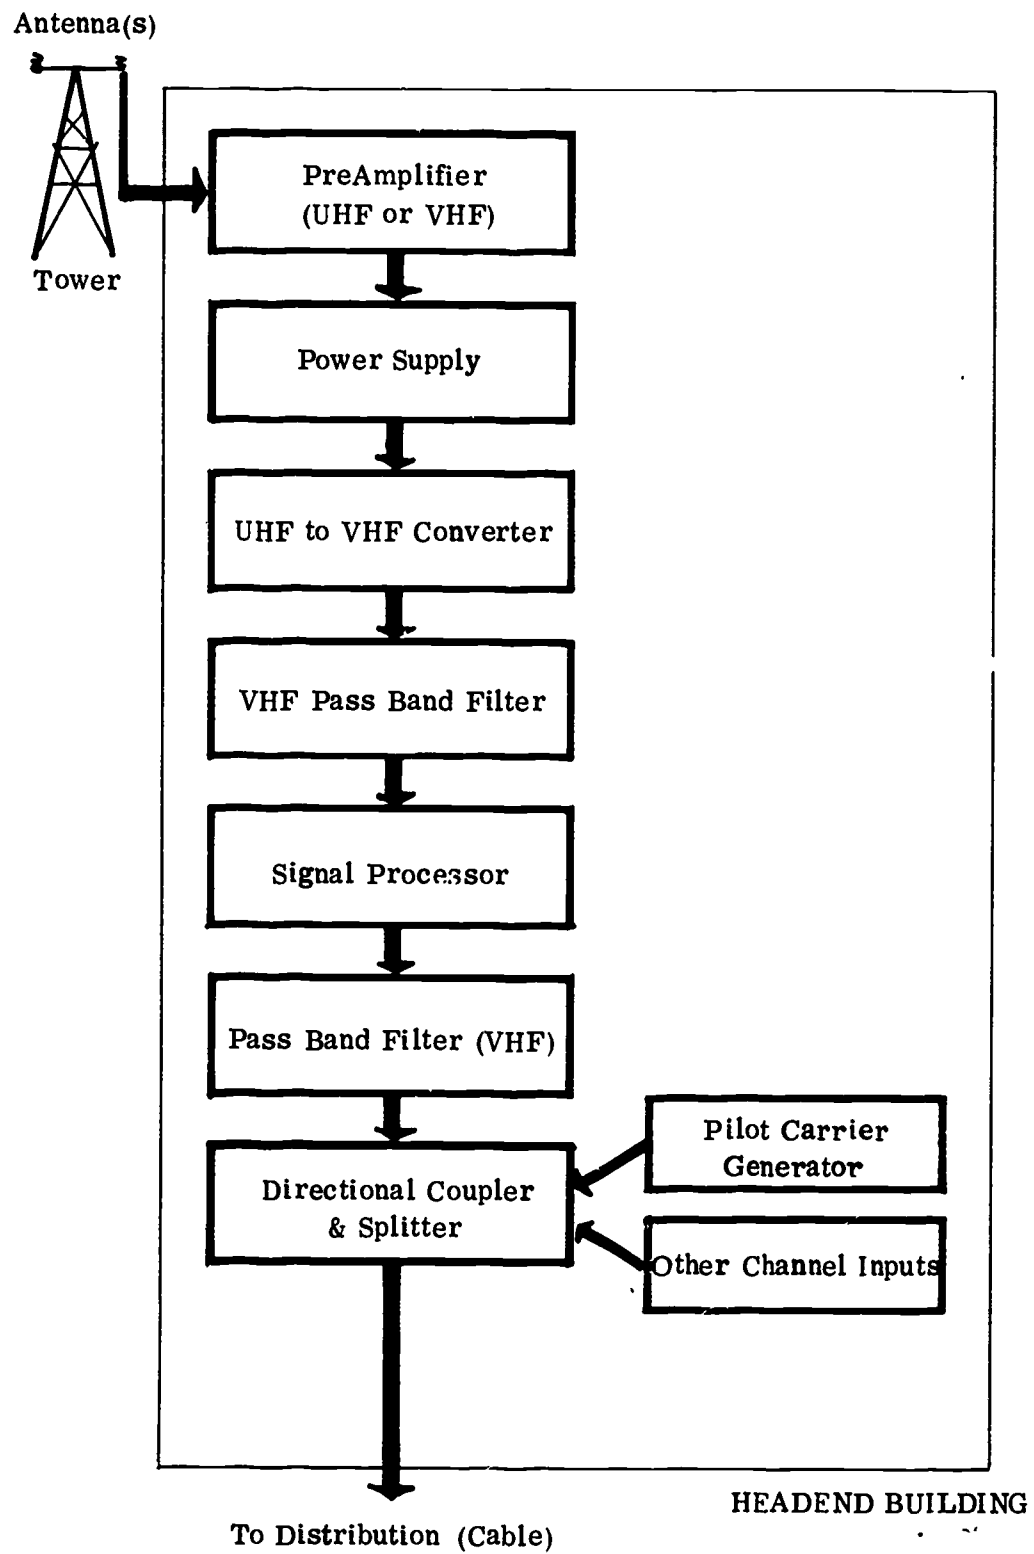 Antenna(s)
Tower
PreAmplifier
(UHF or VHF)
Power Supply
UHF to VHF Converter
VHF Pass Band Filter
Signal Processor
Pass Band Filter (VHF)
Directional Coupler
& Splitter
Pilot Carrier
Generator
Other Channel Inputs
HEADEND BUILDING
To Distribution (Cable)